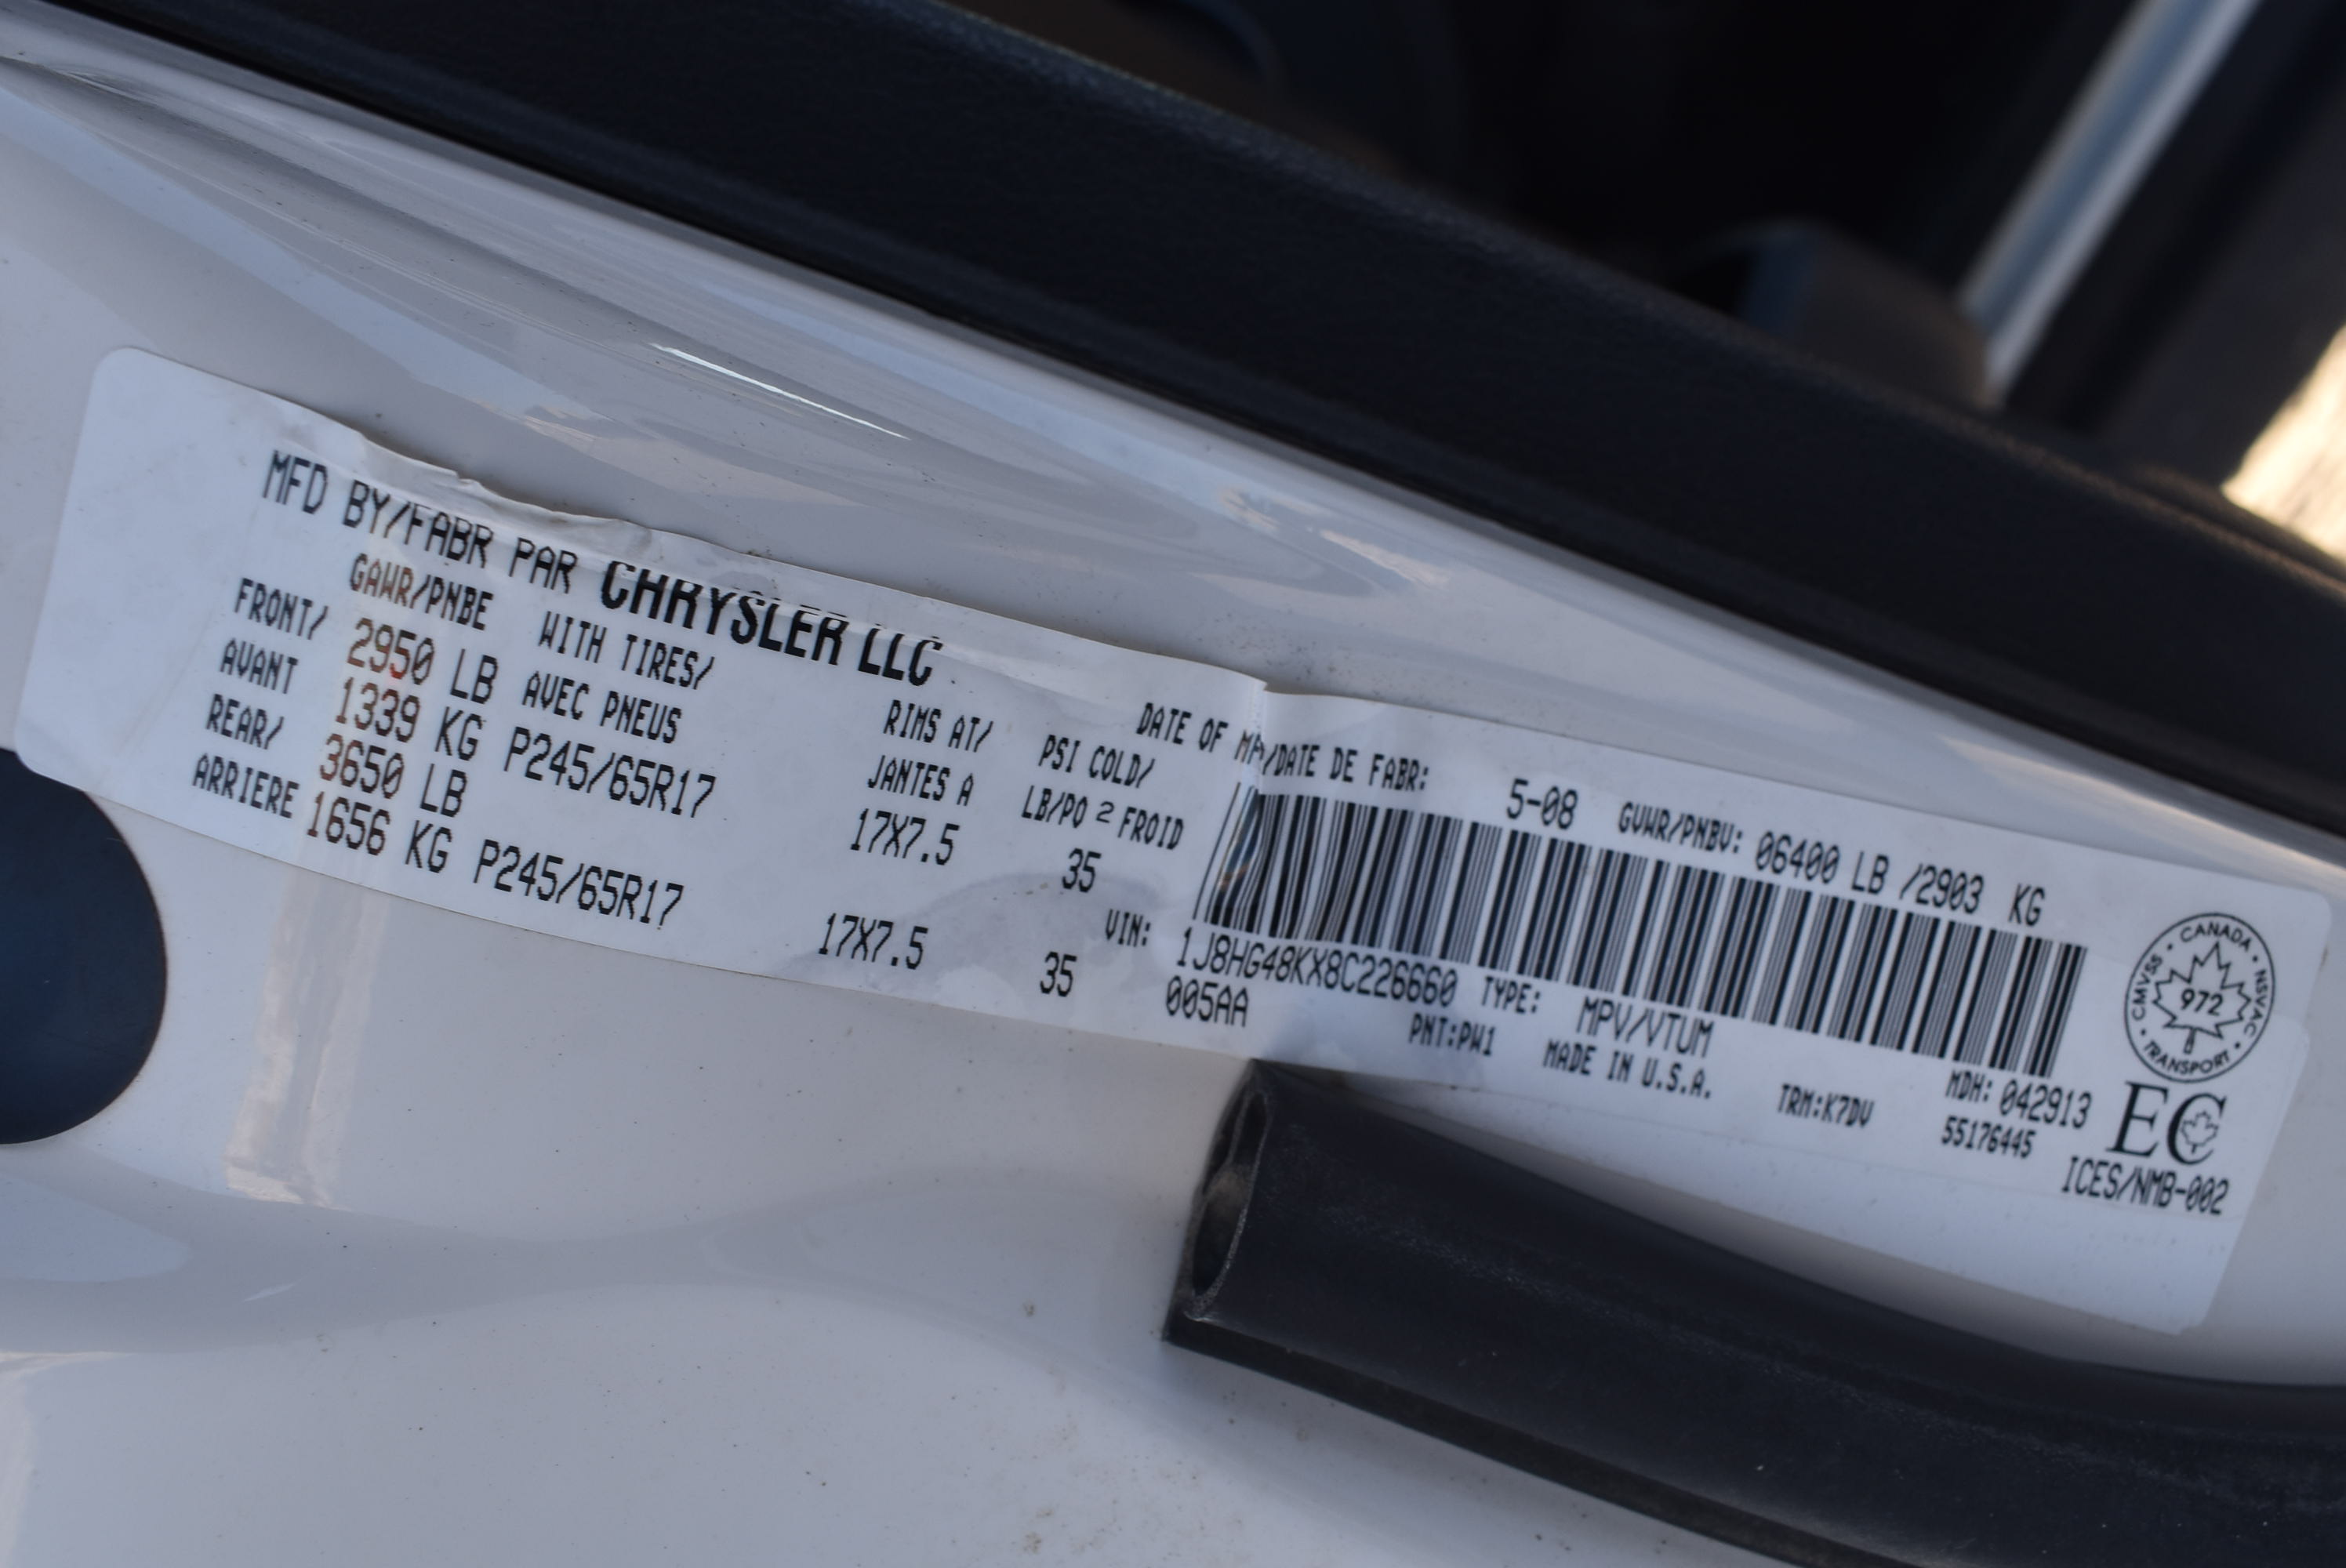 MFD BY/FABR PAR CHRYSLER LLC
DATE OF MFR/DATE DE FABR: 5-08 GVWR/PNBV: 06400 LB /2903 KG
GAWR/PNBE WITH TIRES/ RIMS AT/ PSI COLD/
AVEC PNEUS JANTES A LB/PO 2 FROID
FRONT/ 2950 LB
AVANT 1339 KG P245/65R17 17X7.5 35
REAR/ 3650 LB
ARRIERE 1656 KG P245/65R17 17X7.5 35
VIN: 1J8HG48KX8C226660 TYPE: MPV/VTUM MDH: 042913
005AA PNT:PW1 MADE IN U.S.A. TRM:K7DV 55176445
CANADA • NSVAC • TRANSPORT • CMVSS •
972
EC
ICES/NMB-002